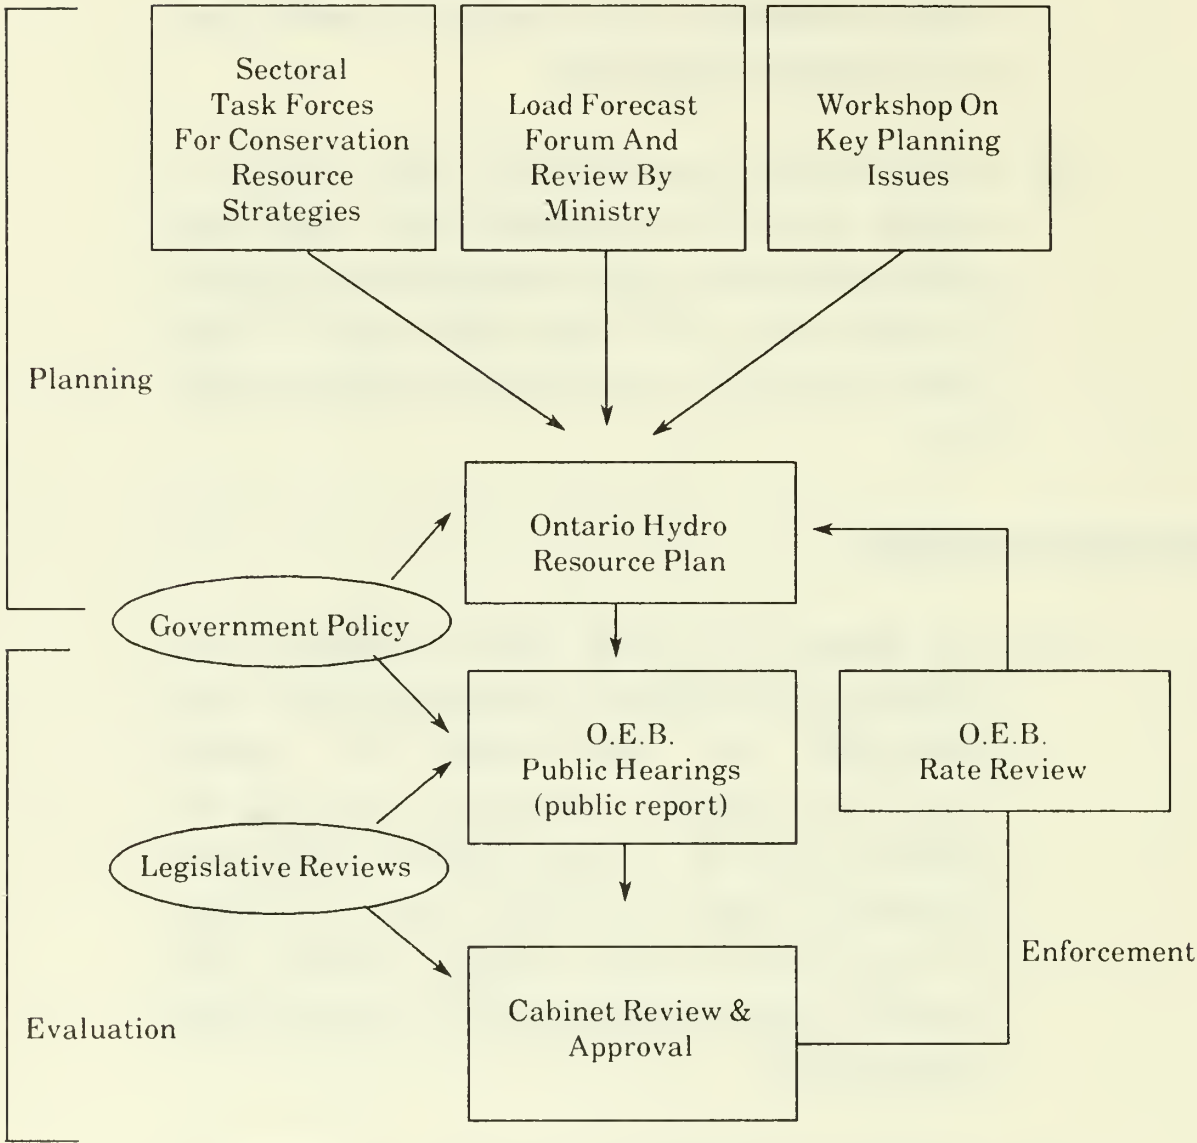 Sectoral
Task Forces
For Conservation
Resource
Strategies
Load Forecast
Forum And
Review By
Ministry
Workshop On
Key Planning
Issues
Planning
Ontario Hydro
Resource Plan
Government Policy
O.E.B.
Public Hearings
(public report)
O.E.B.
Rate Review
Legislative Reviews
Enforcement
Cabinet Review &
Approval
Evaluation